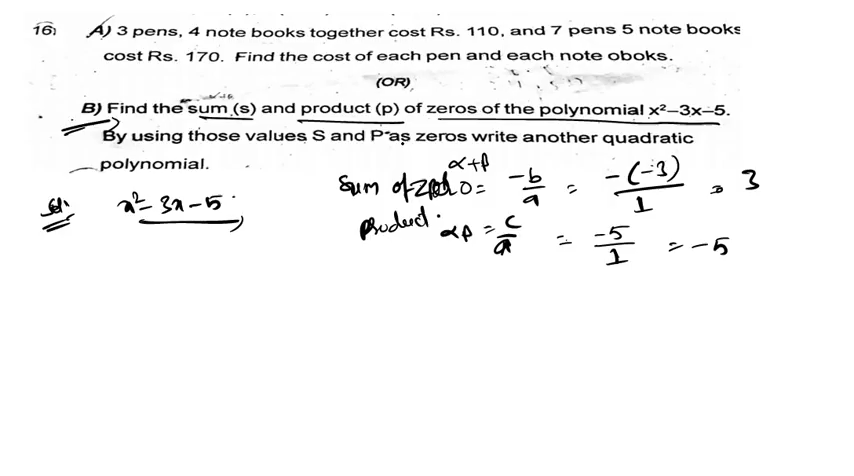 16) A) 3 pens, 4 note books together cost Rs. 110, and 7 pens 5 note books
cost Rs. 170. Find the cost of each pen and each note oboks.
(OR)
B) Find the sum (s) and product (p) of zeros of the polynomial x²–3x–5.
By using those values S and P as zeros write another quadratic
polynomial.
Sol: x² – 3x – 5
α+β
Sum of = -b/a = -(-3)/1 = 3
Product αβ = c/a = -5/1 = -5